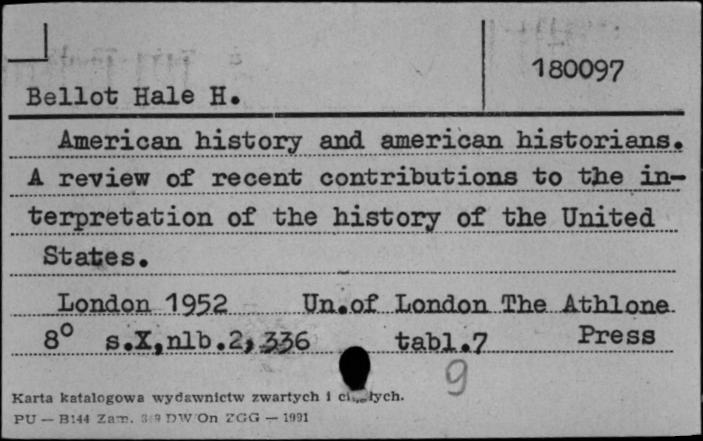 180097
Bellot Hale H.
American history and american historians.
A review of recent contributions to the in-
terpretation of the history of the United
States.
London 1952 Un.of London The Athlone
8° s.X,nlb.2,336 tabl.7 Press
9
Karta katalogowa wydawnictw zwartych i
PU — B144 Zam. DW/On ZGG — 1991